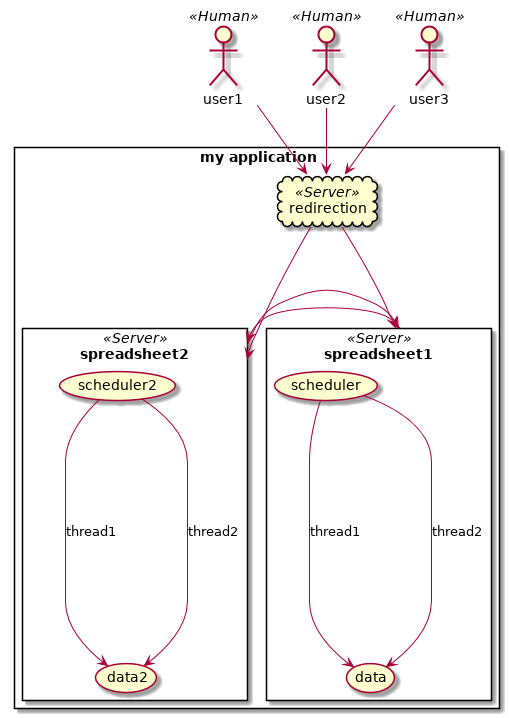 «Human» «Human» «Human»
user1 user2 user3
my application
«Server»
redirection
«Server»
spreadsheet2
«Server»
spreadsheet1
scheduler2
scheduler
thread1
thread2
thread1
thread2
data2
data